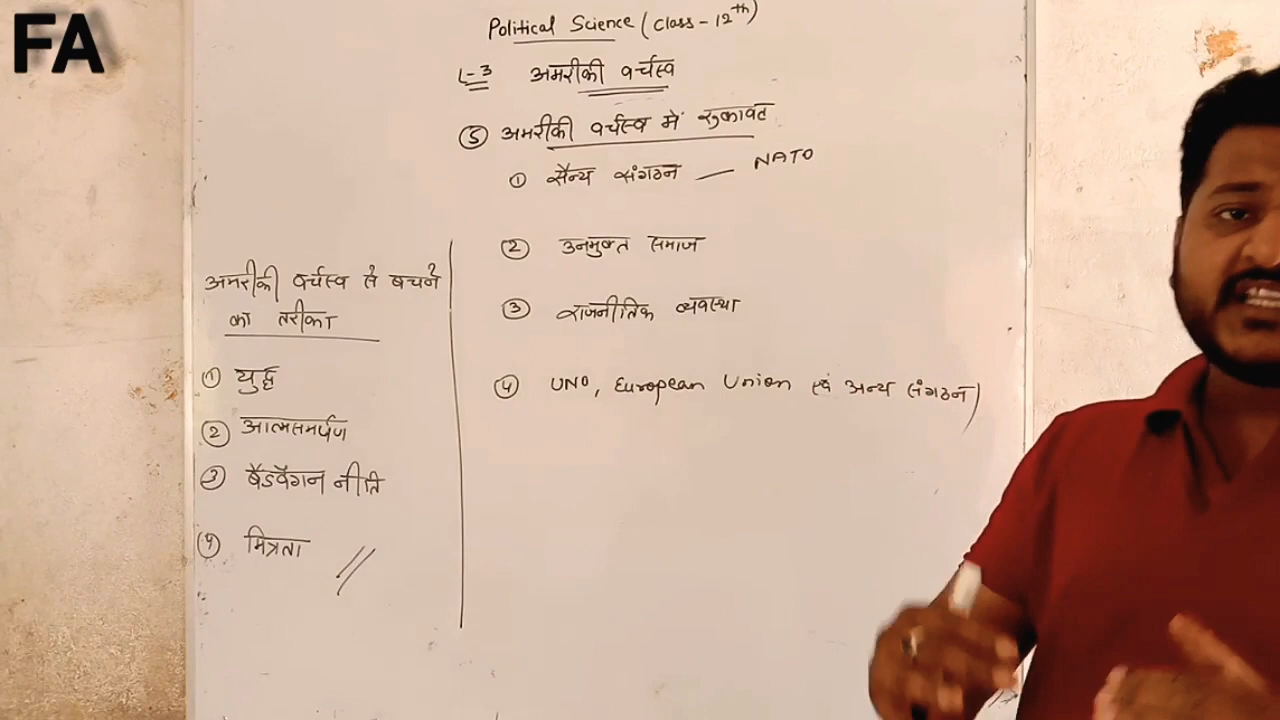 FA
Political Science (Class - 12th)
L-3 अमरीकी वर्चस्व
⑤ अमरीकी वर्चस्व में रुकावट
① सैन्य संगठन — NATO
② उनमुक्त समाज
③ राजनीतिक व्यवस्था
④ UNO, European Union एवं अन्य संगठन)
अमरीकी वर्चस्व से बचने
का तरीका
① युद्ध
② आत्मसमर्पण
③ बैंडवैगन नीति
④ मित्रता